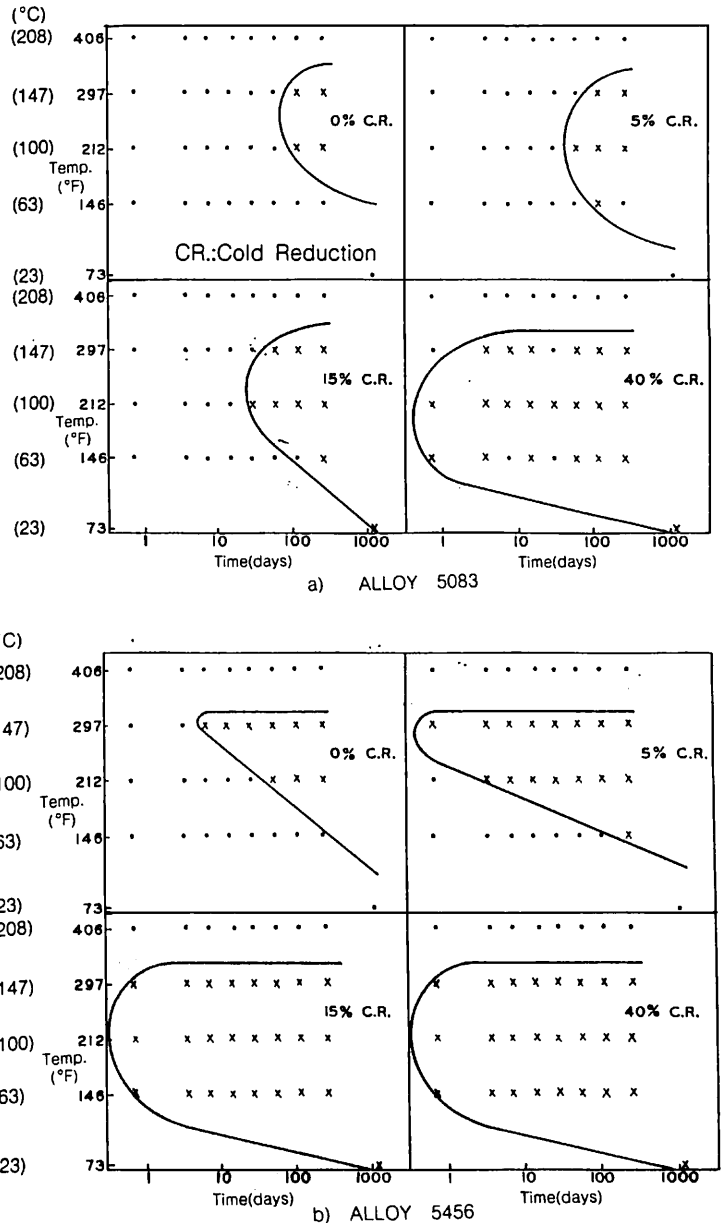 (°C)
(208) 406
(147) 297
0% C.R. 5% C.R.
(100) 212
Temp.
(°F)
(63) 146
CR.:Cold Reduction
(23) 73
(208) 406
(147) 297
15% C.R. 40% C.R.
(100) 212
Temp.
(°F)
(63) 146
(23) 73
1 10 100 1000 1 10 100 1000
Time(days) Time(days)
a) ALLOY 5083
C)
208) 406
47) 297
0% C.R. 5% C.R.
100) 212
Temp.
(°F)
63) 146
23) 73
208) 406
147) 297
15% C.R. 40% C.R.
100) 212
Temp.
(°F)
63) 146
23) 73
1 10 100 1000 1 10 100 1000
Time(days) Time(days)
b) ALLOY 5456